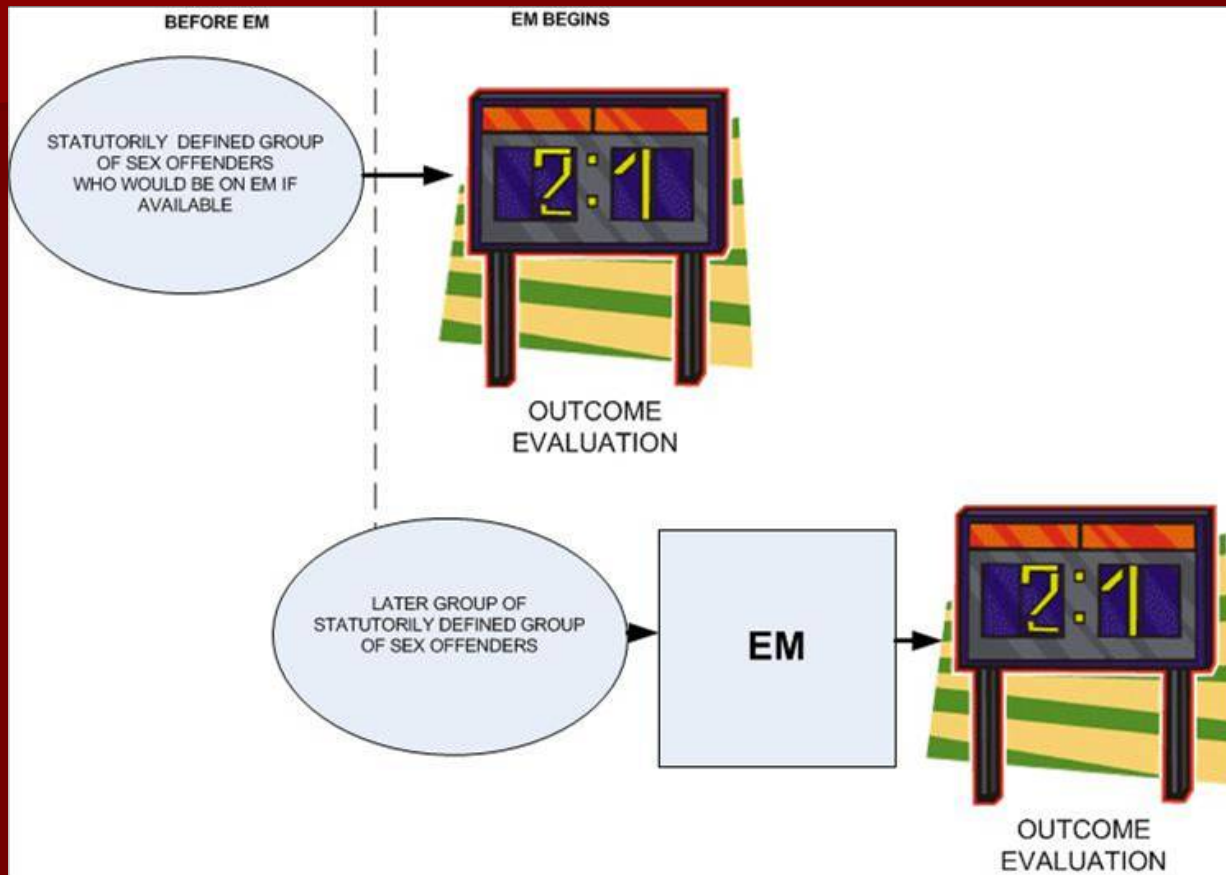 BEFORE EM
EM BEGINS
STATUTORILY DEFINED GROUP
OF SEX OFFENDERS
WHO WOULD BE ON EM IF
AVAILABLE
2:1
OUTCOME
EVALUATION
LATER GROUP OF
STATUTORILY DEFINED GROUP
OF SEX OFFENDERS
EM
2:1
OUTCOME
EVALUATION